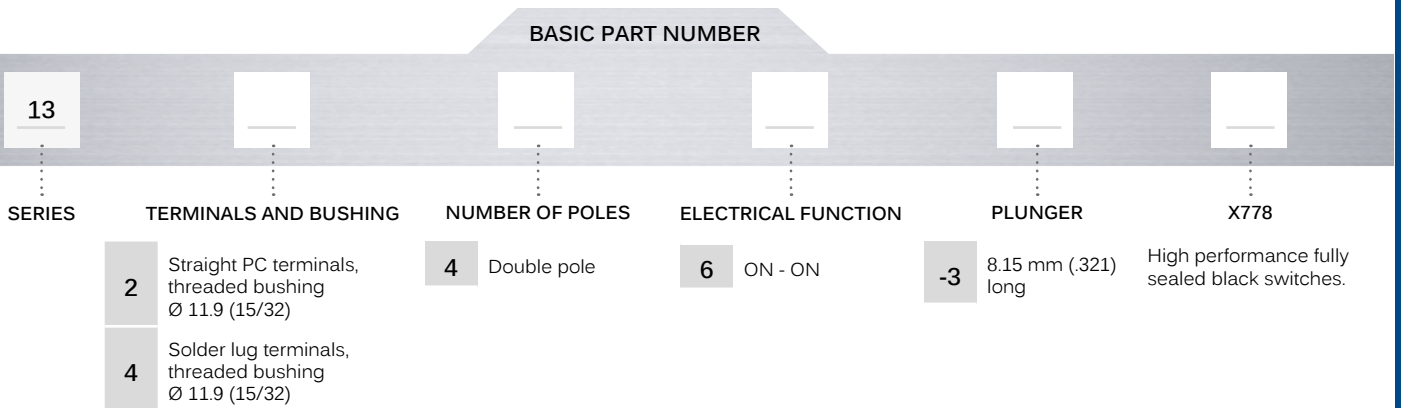 BASIC PART NUMBER
13
SERIES
TERMINALS AND BUSHING
NUMBER OF POLES
ELECTRICAL FUNCTION
PLUNGER
X778
2
Straight PC terminals,
threaded bushing
Ø 11.9 (15/32)
4
Solder lug terminals,
threaded bushing
Ø 11.9 (15/32)
4 Double pole
6 ON - ON
-3
8.15 mm (.321)
long
High performance fully
sealed black switches.